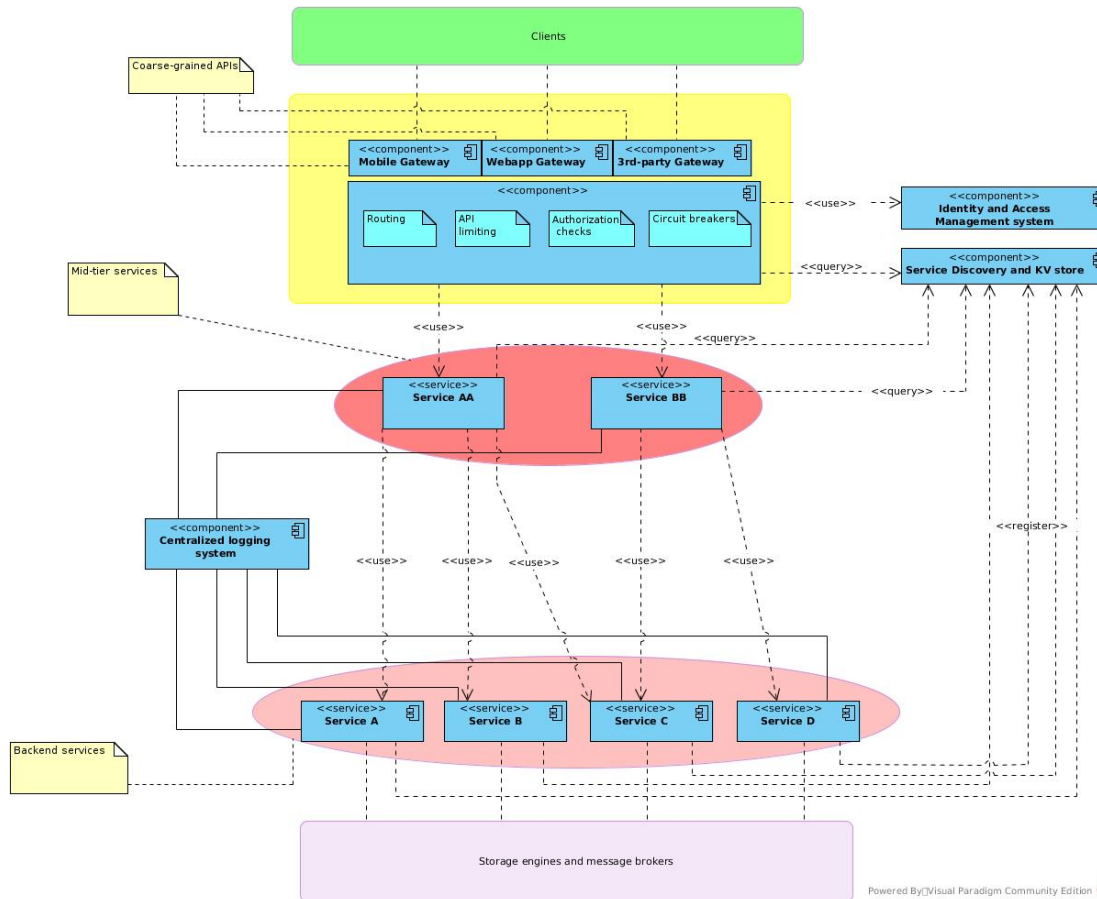 Clients
Coarse-grained APIs
<<component>>
Mobile Gateway
<<component>>
Webapp Gateway
<<component>>
3rd-party Gateway
<<component>>
Routing
API
limiting
Authorization
checks
Circuit breakers
<<use>>
<<component>>
Identity and Access
Management system
<<query>>
<<component>>
Service Discovery and KV store
Mid-tier services
<<use>>
<<use>>
<<query>>
<<service>>
Service AA
<<service>>
Service BB
<<query>>
<<component>>
Centralized logging
system
<<register>>
<<use>>
<<use>>
<<use>>
<<use>>
<<use>>
<<service>>
Service A
<<service>>
Service B
<<service>>
Service C
<<service>>
Service D
Backend services
Storage engines and message brokers
Powered By Visual Paradigm Community Edition